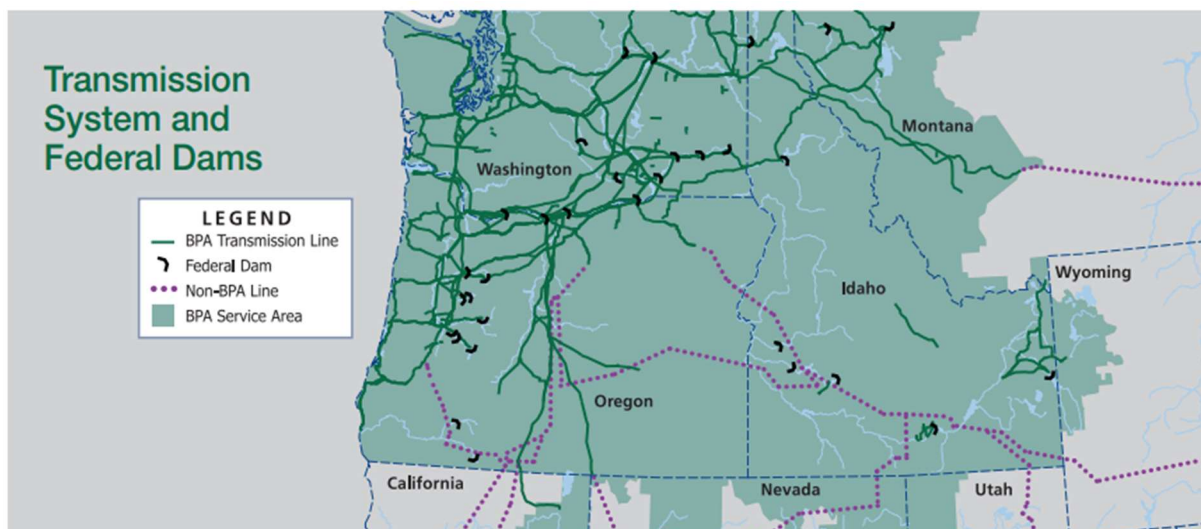 Transmission
System and
Federal Dams
LEGEND
BPA Transmission Line
Federal Dam
Non-BPA Line
BPA Service Area
Washington
Montana
Wyoming
Idaho
Oregon
California
Nevada
Utah